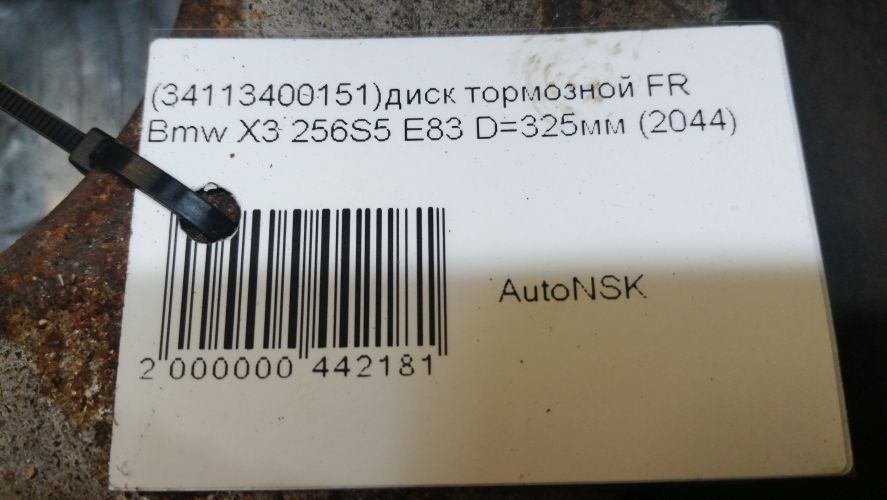 (34113400151)диск тормозной FR
Bmw X3 256S5 E83 D=325мм (2044)
AutoNSK
2 000000 442181